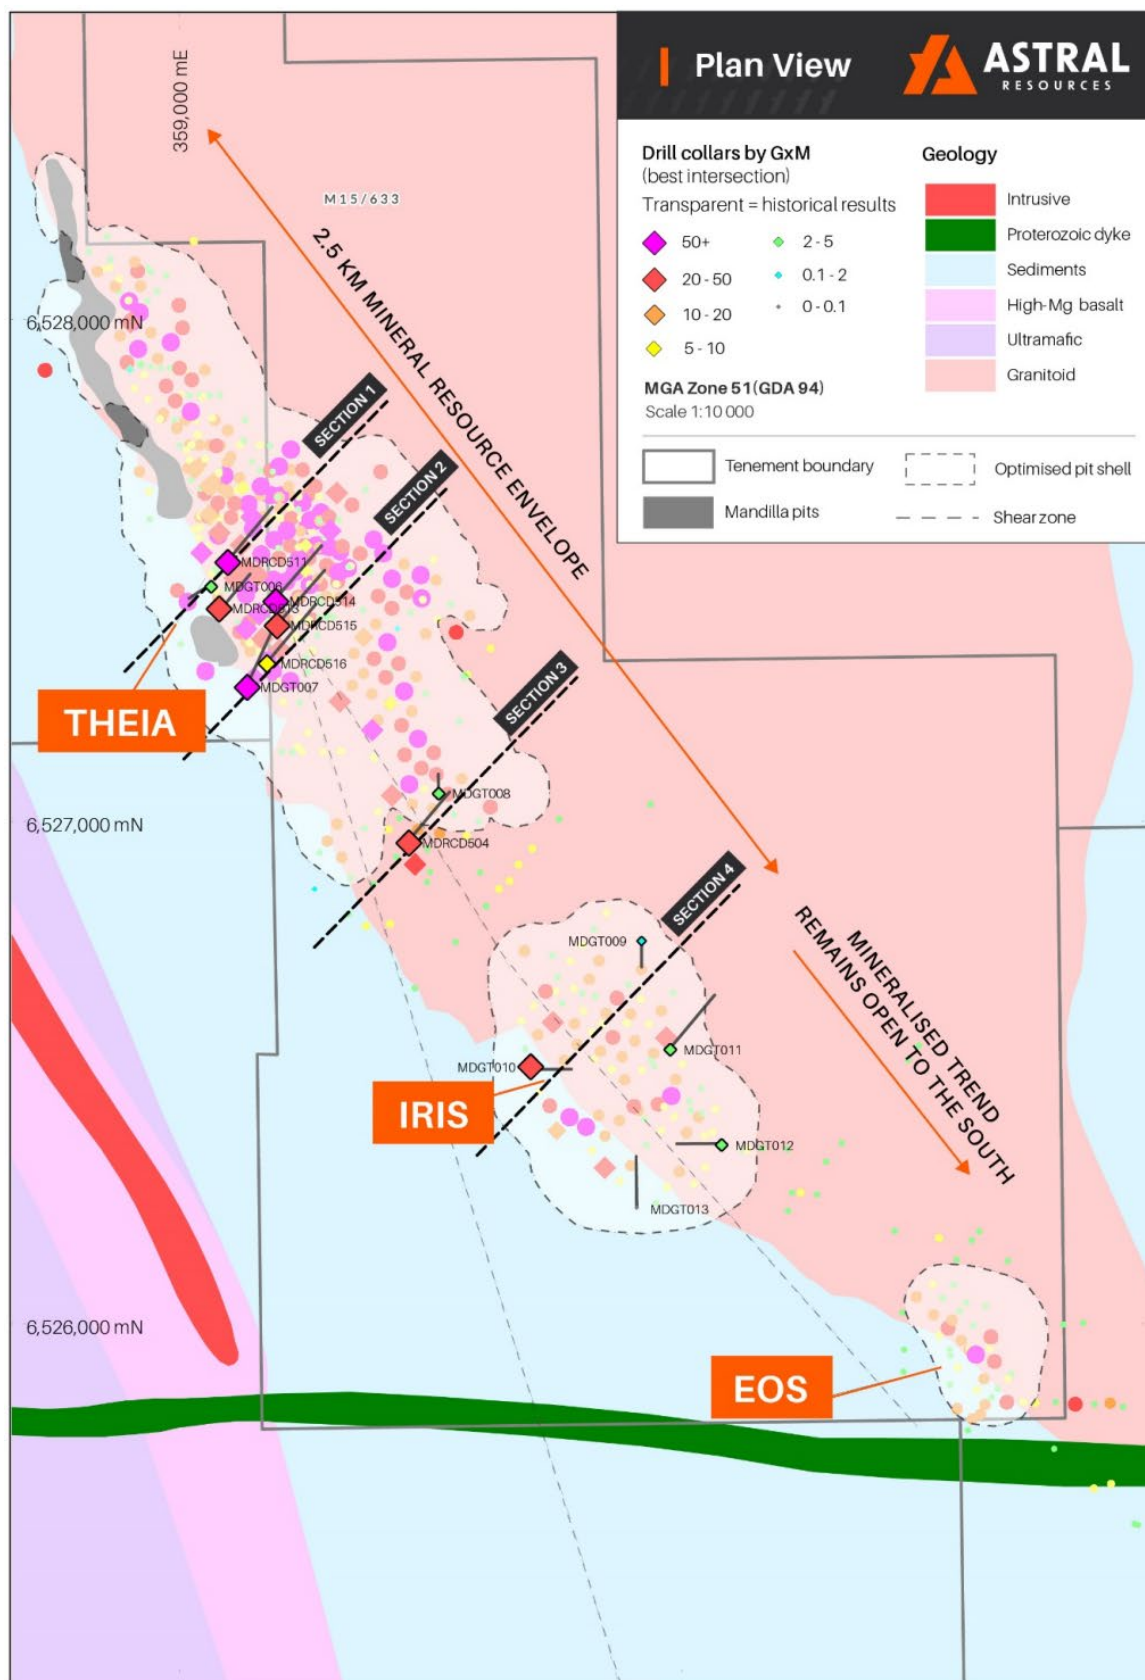 Plan View
ASTRAL
RESOURCES
Drill collars by GxM
(best intersection)
Transparent = historical results
50+
20 - 50
10 - 20
5 - 10
2 - 5
0.1 - 2
0 - 0.1
MGA Zone 51 (GDA 94)
Scale 1:10 000
Geology
Intrusive
Proterozoic dyke
Sediments
High-Mg basalt
Ultramafic
Granitoid
Tenement boundary
Mandilla pits
Optimised pit shell
Shear zone
359,000 mE
M15/633
2.5 KM MINERAL RESOURCE ENVELOPE
6,528,000 mN
SECTION 1
SECTION 2
MDRCD511
MDGT006
MDRCD514
MDRCD515
MDRCD516
MDGT007
THEIA
SECTION 3
MDGT008
6,527,000 mN
MDRCD504
SECTION 4
MDGT009
MINERALISED TREND
REMAINS OPEN TO THE SOUTH
MDGT011
MDGT010
IRIS
MDGT012
MDGT013
6,526,000 mN
EOS